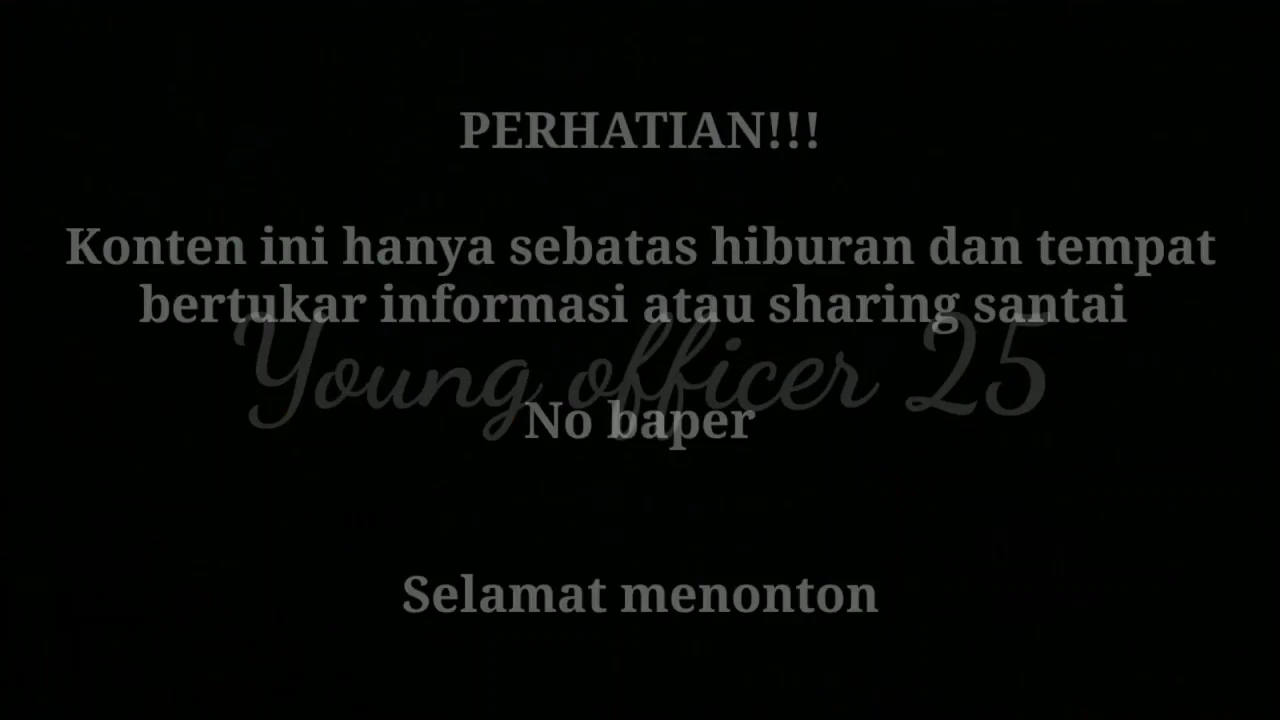 PERHATIAN!!!
Konten ini hanya sebatas hiburan dan tempat
bertukar informasi atau sharing santai
Young officer 25
No baper
Selamat menonton